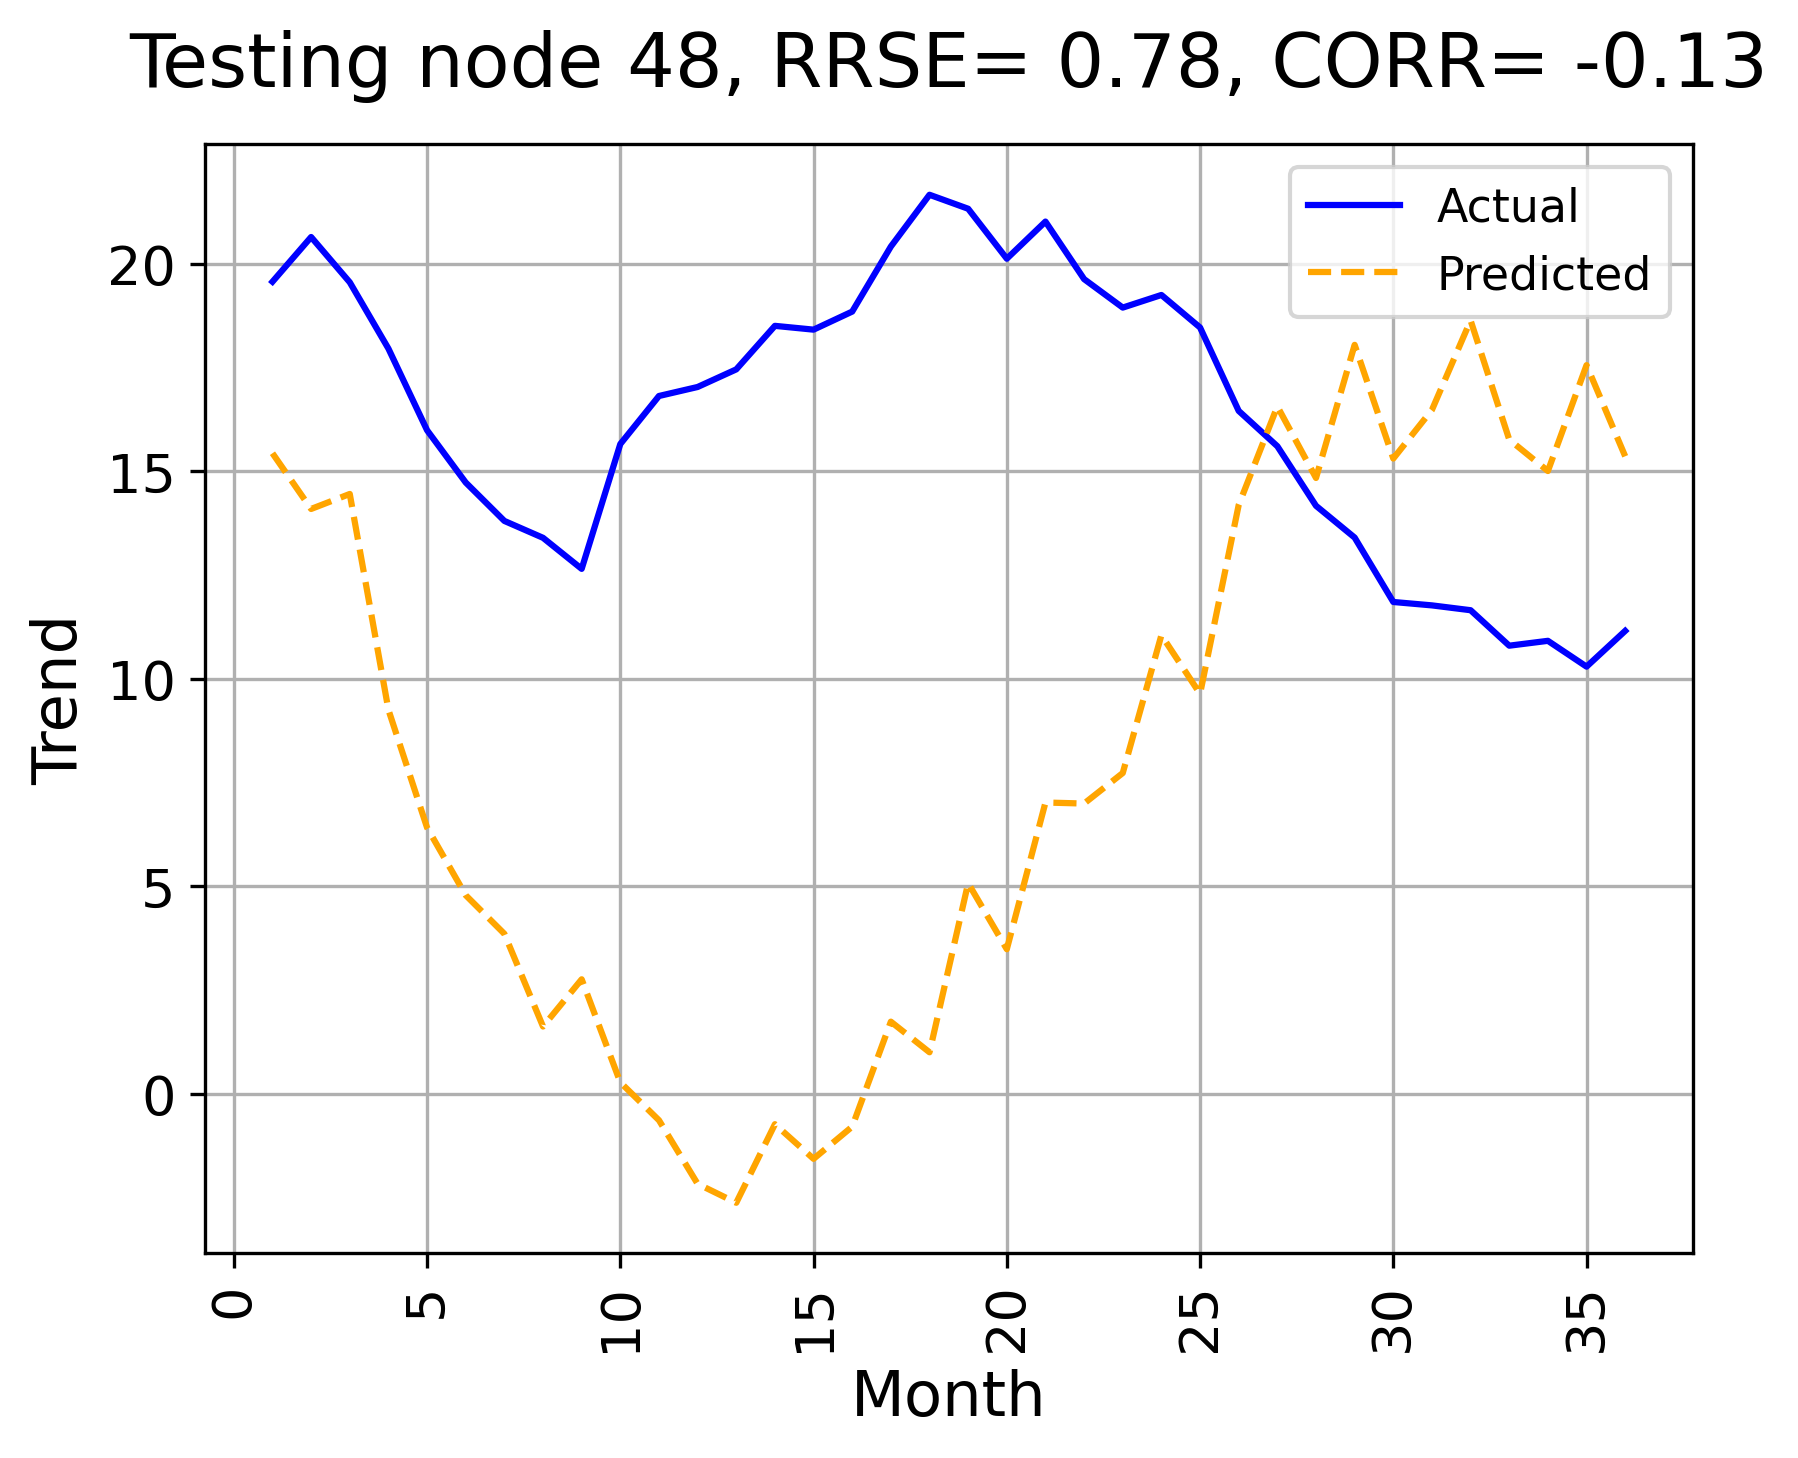 Testing node 48, RRSE= 0.78, CORR= -0.13
Actual
Predicted
20
15
10
5
0
Trend
0
5
10
15
20
25
30
35
Month